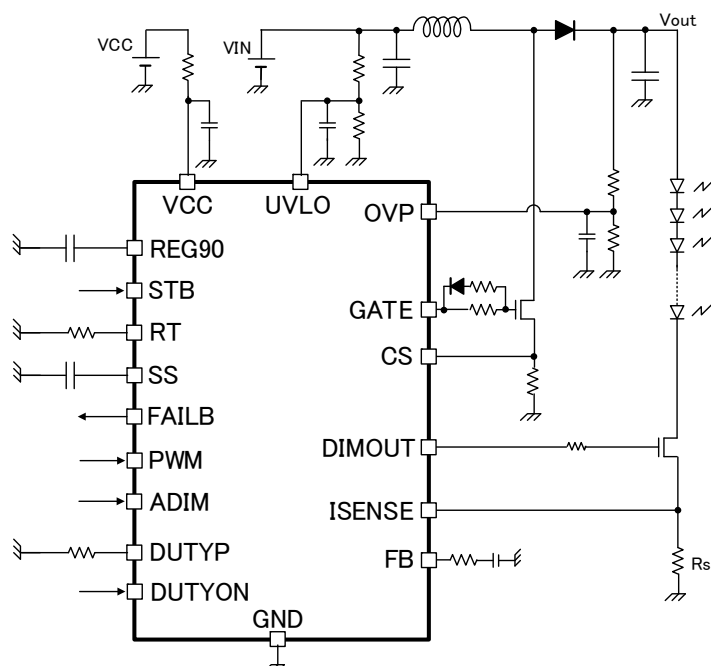 Vout
VCC
VIN
VCC
UVLO
OVP
REG90
STB
GATE
RT
CS
SS
FAILB
DIMOUT
PWM
ADIM
ISENSE
DUTYP
FB
Rs
DUTYON
GND